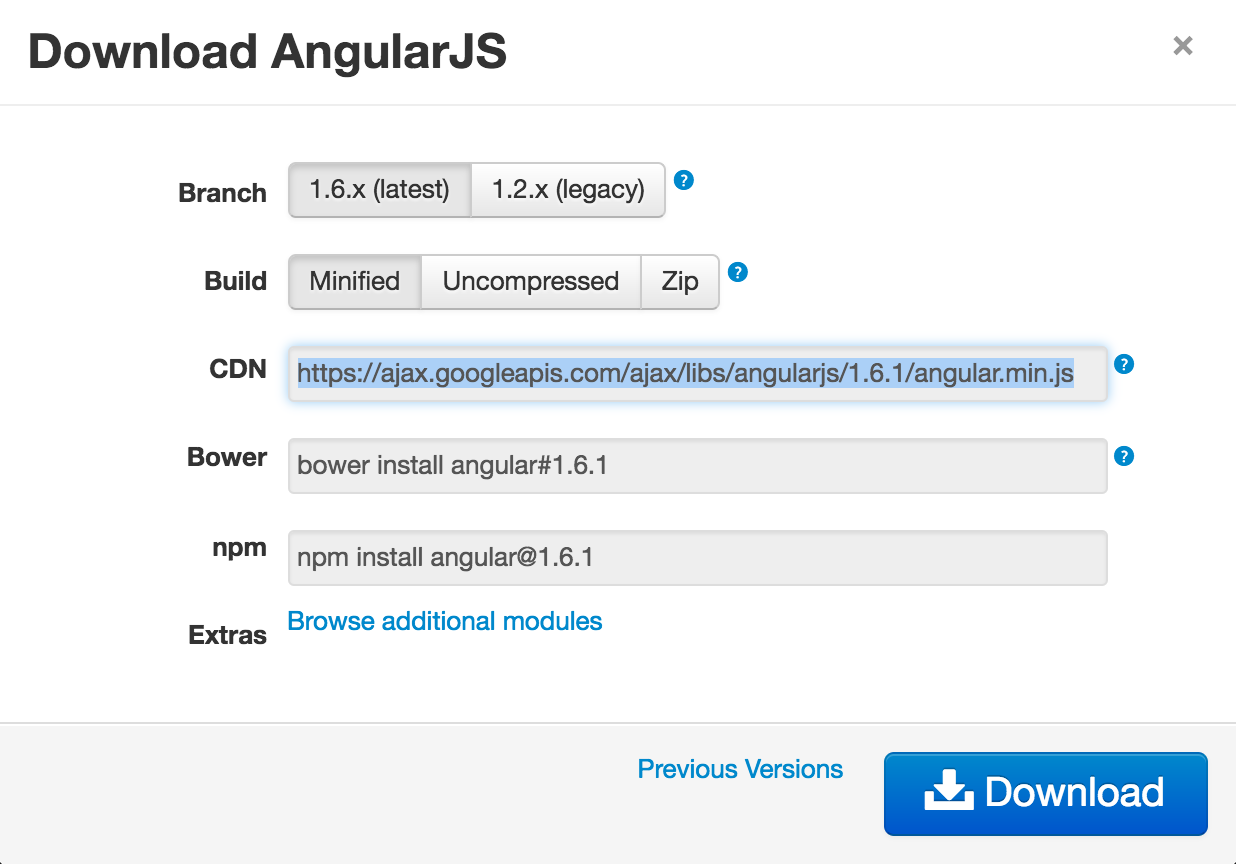 Download AngularJS ×
Branch 1.6.x (latest) 1.2.x (legacy) ?
Build Minified Uncompressed Zip ?
CDN https://ajax.googleapis.com/ajax/libs/angularjs/1.6.1/angular.min.js ?
Bower bower install angular#1.6.1 ?
npm npm install angular@1.6.1
Extras Browse additional modules
Previous Versions Download